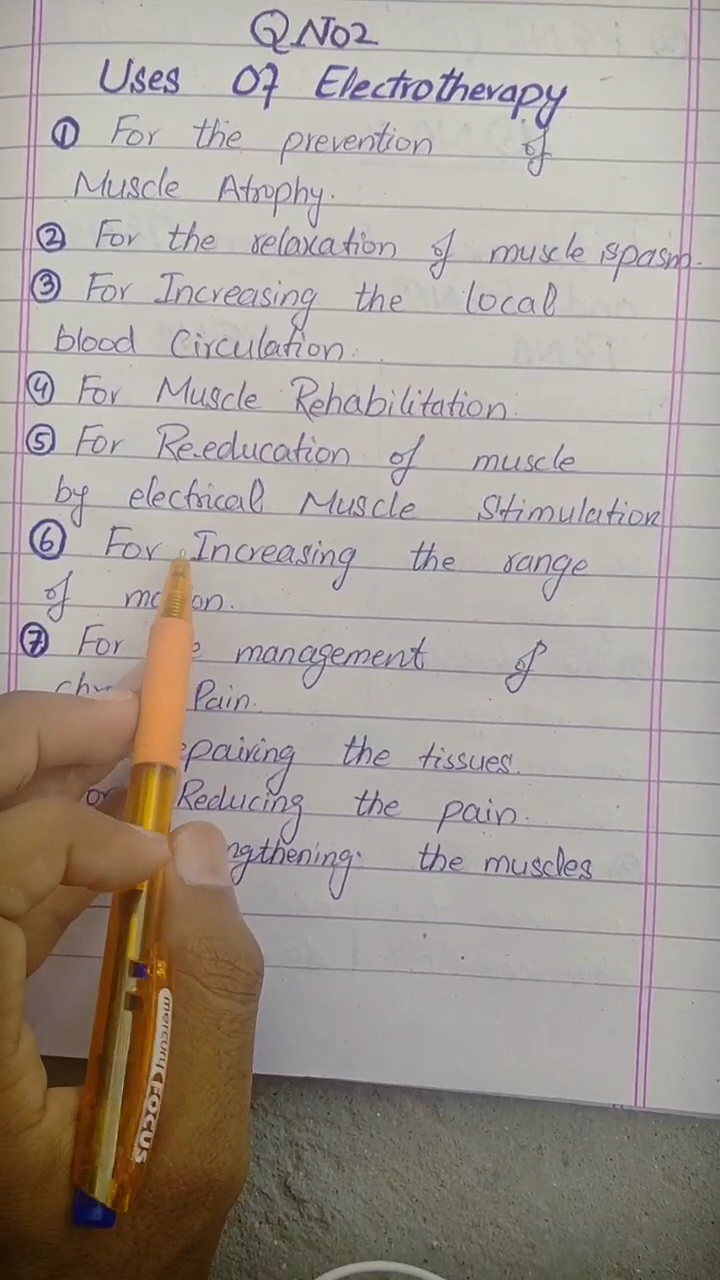 QNo2
Uses Of Electrotherapy
① For the prevention of
Muscle Atrophy.
② For the relaxation of muscle spasm.
③ For Increasing the local
blood Circulation.
④ For Muscle Rehabilitation.
⑤ For Re-education of muscle
by electrical Muscle Stimulation
⑥ For Increasing the range
of motion.
⑦ For management of
Pain.
the tissues.
Reducing the pain.
the muscles
mercury FOCUS